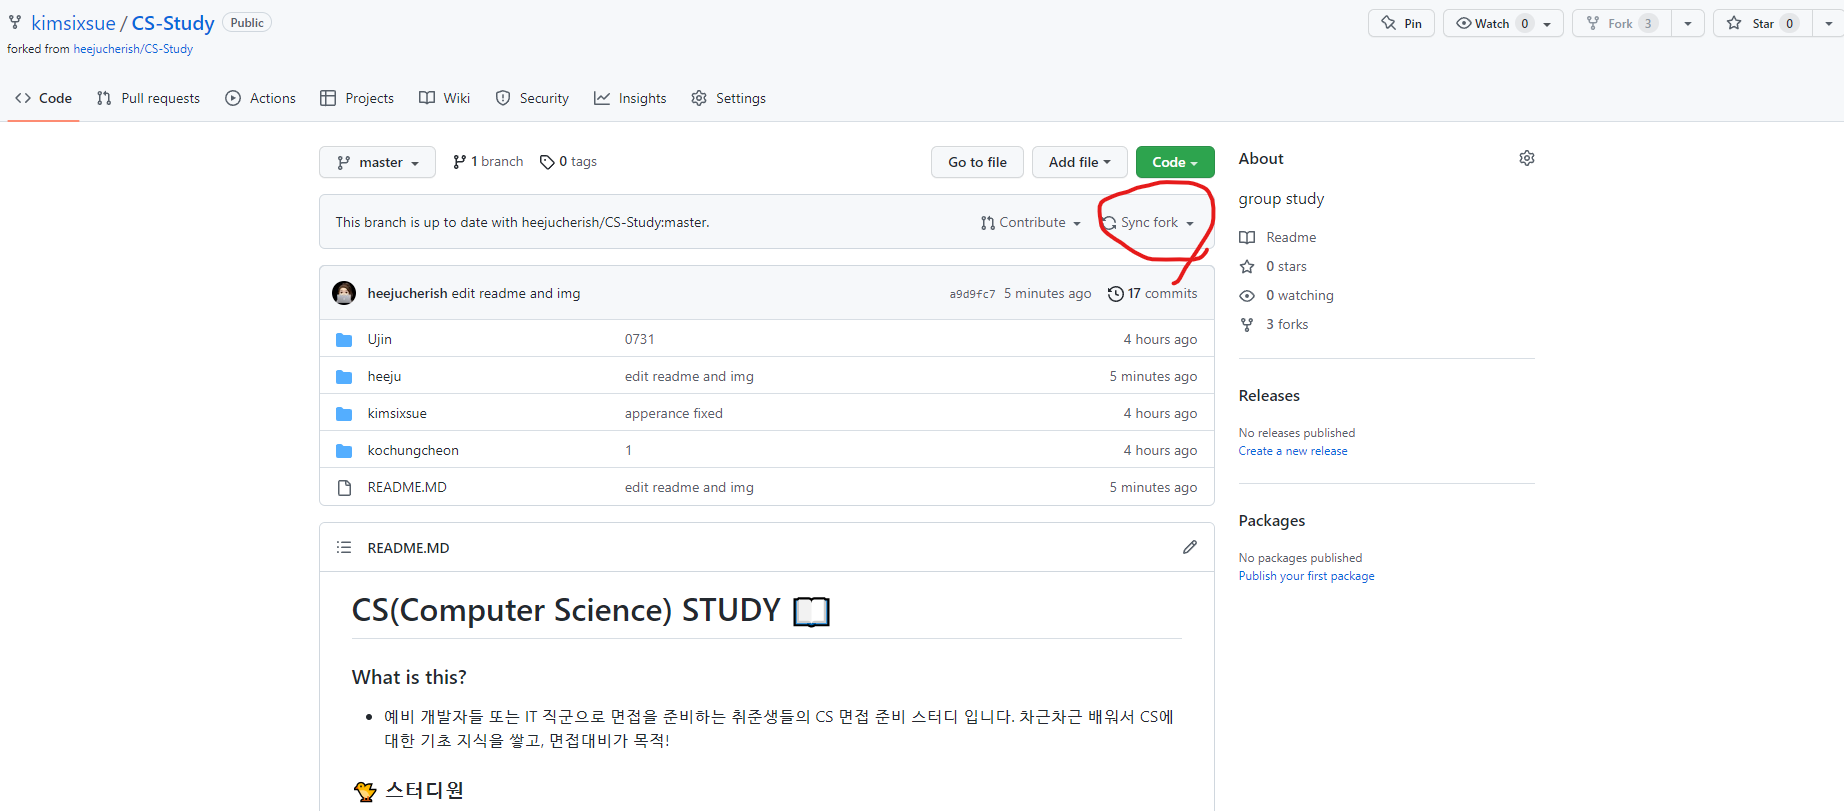 kimsixsue / CS-Study Public
Pin Watch 0 Fork 3 Star 0
forked from heejucherish/CS-Study
Code Pull requests Actions Projects Wiki Security Insights Settings
master 1 branch 0 tags Go to file Add file Code
This branch is up to date with heejucherish/CS-Study:master. Contribute Sync fork
heejucherish edit readme and img a9d9fc7 5 minutes ago 17 commits
Ujin 0731 4 hours ago
heeju edit readme and img 5 minutes ago
kimsixsue apperance fixed 4 hours ago
kochungcheon 1 4 hours ago
README.MD edit readme and img 5 minutes ago
README.MD
CS(Computer Science) STUDY
What is this?
예비 개발자들 또는 IT 직군으로 면접을 준비하는 취준생들의 CS 면접 준비 스터디 입니다. 차근차근 배워서 CS에
대한 기초 지식을 쌓고, 면접대비가 목적!
스터디원
About
group study
Readme
0 stars
0 watching
3 forks
Releases
No releases published
Create a new release
Packages
No packages published
Publish your first package